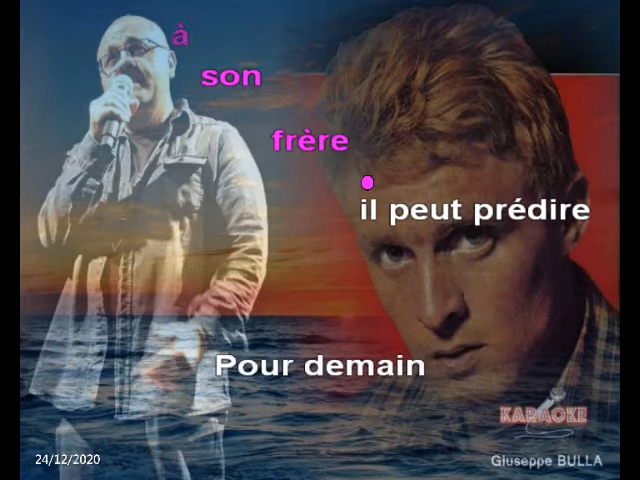 à
son
frère
il peut prédire
Pour demain
KARAOKE
24/12/2020
Giuseppe BULLA